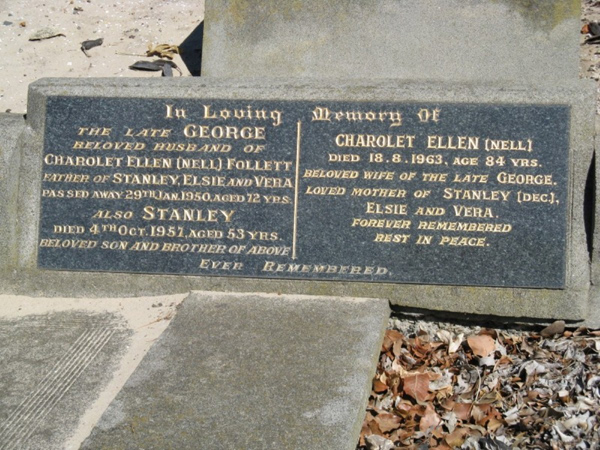 In Loving Memory Of
THE LATE GEORGE
BELOVED HUSBAND OF
CHAROLET ELLEN (NELL) FOLLETT
FATHER OF STANLEY, ELSIE AND VERA
PASSED AWAY 29TH JAN. 1950, AGED 72 YRS.
ALSO STANLEY
DIED 4TH OCT. 1957, AGED 53 YRS.
BELOVED SON AND BROTHER OF ABOVE
CHAROLET ELLEN (NELL)
DIED 18.8.1963, AGE 84 YRS.
BELOVED WIFE OF THE LATE GEORGE.
LOVED MOTHER OF STANLEY (DEC),
ELSIE AND VERA.
FOREVER REMEMBERED
REST IN PEACE.
EVER REMEMBERED.